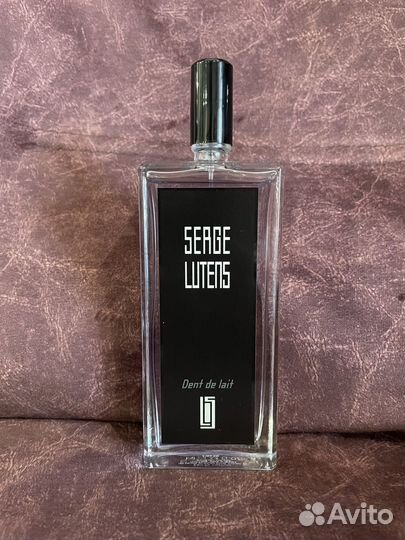 SERGE
LUTENS
Dent de lait
Avito